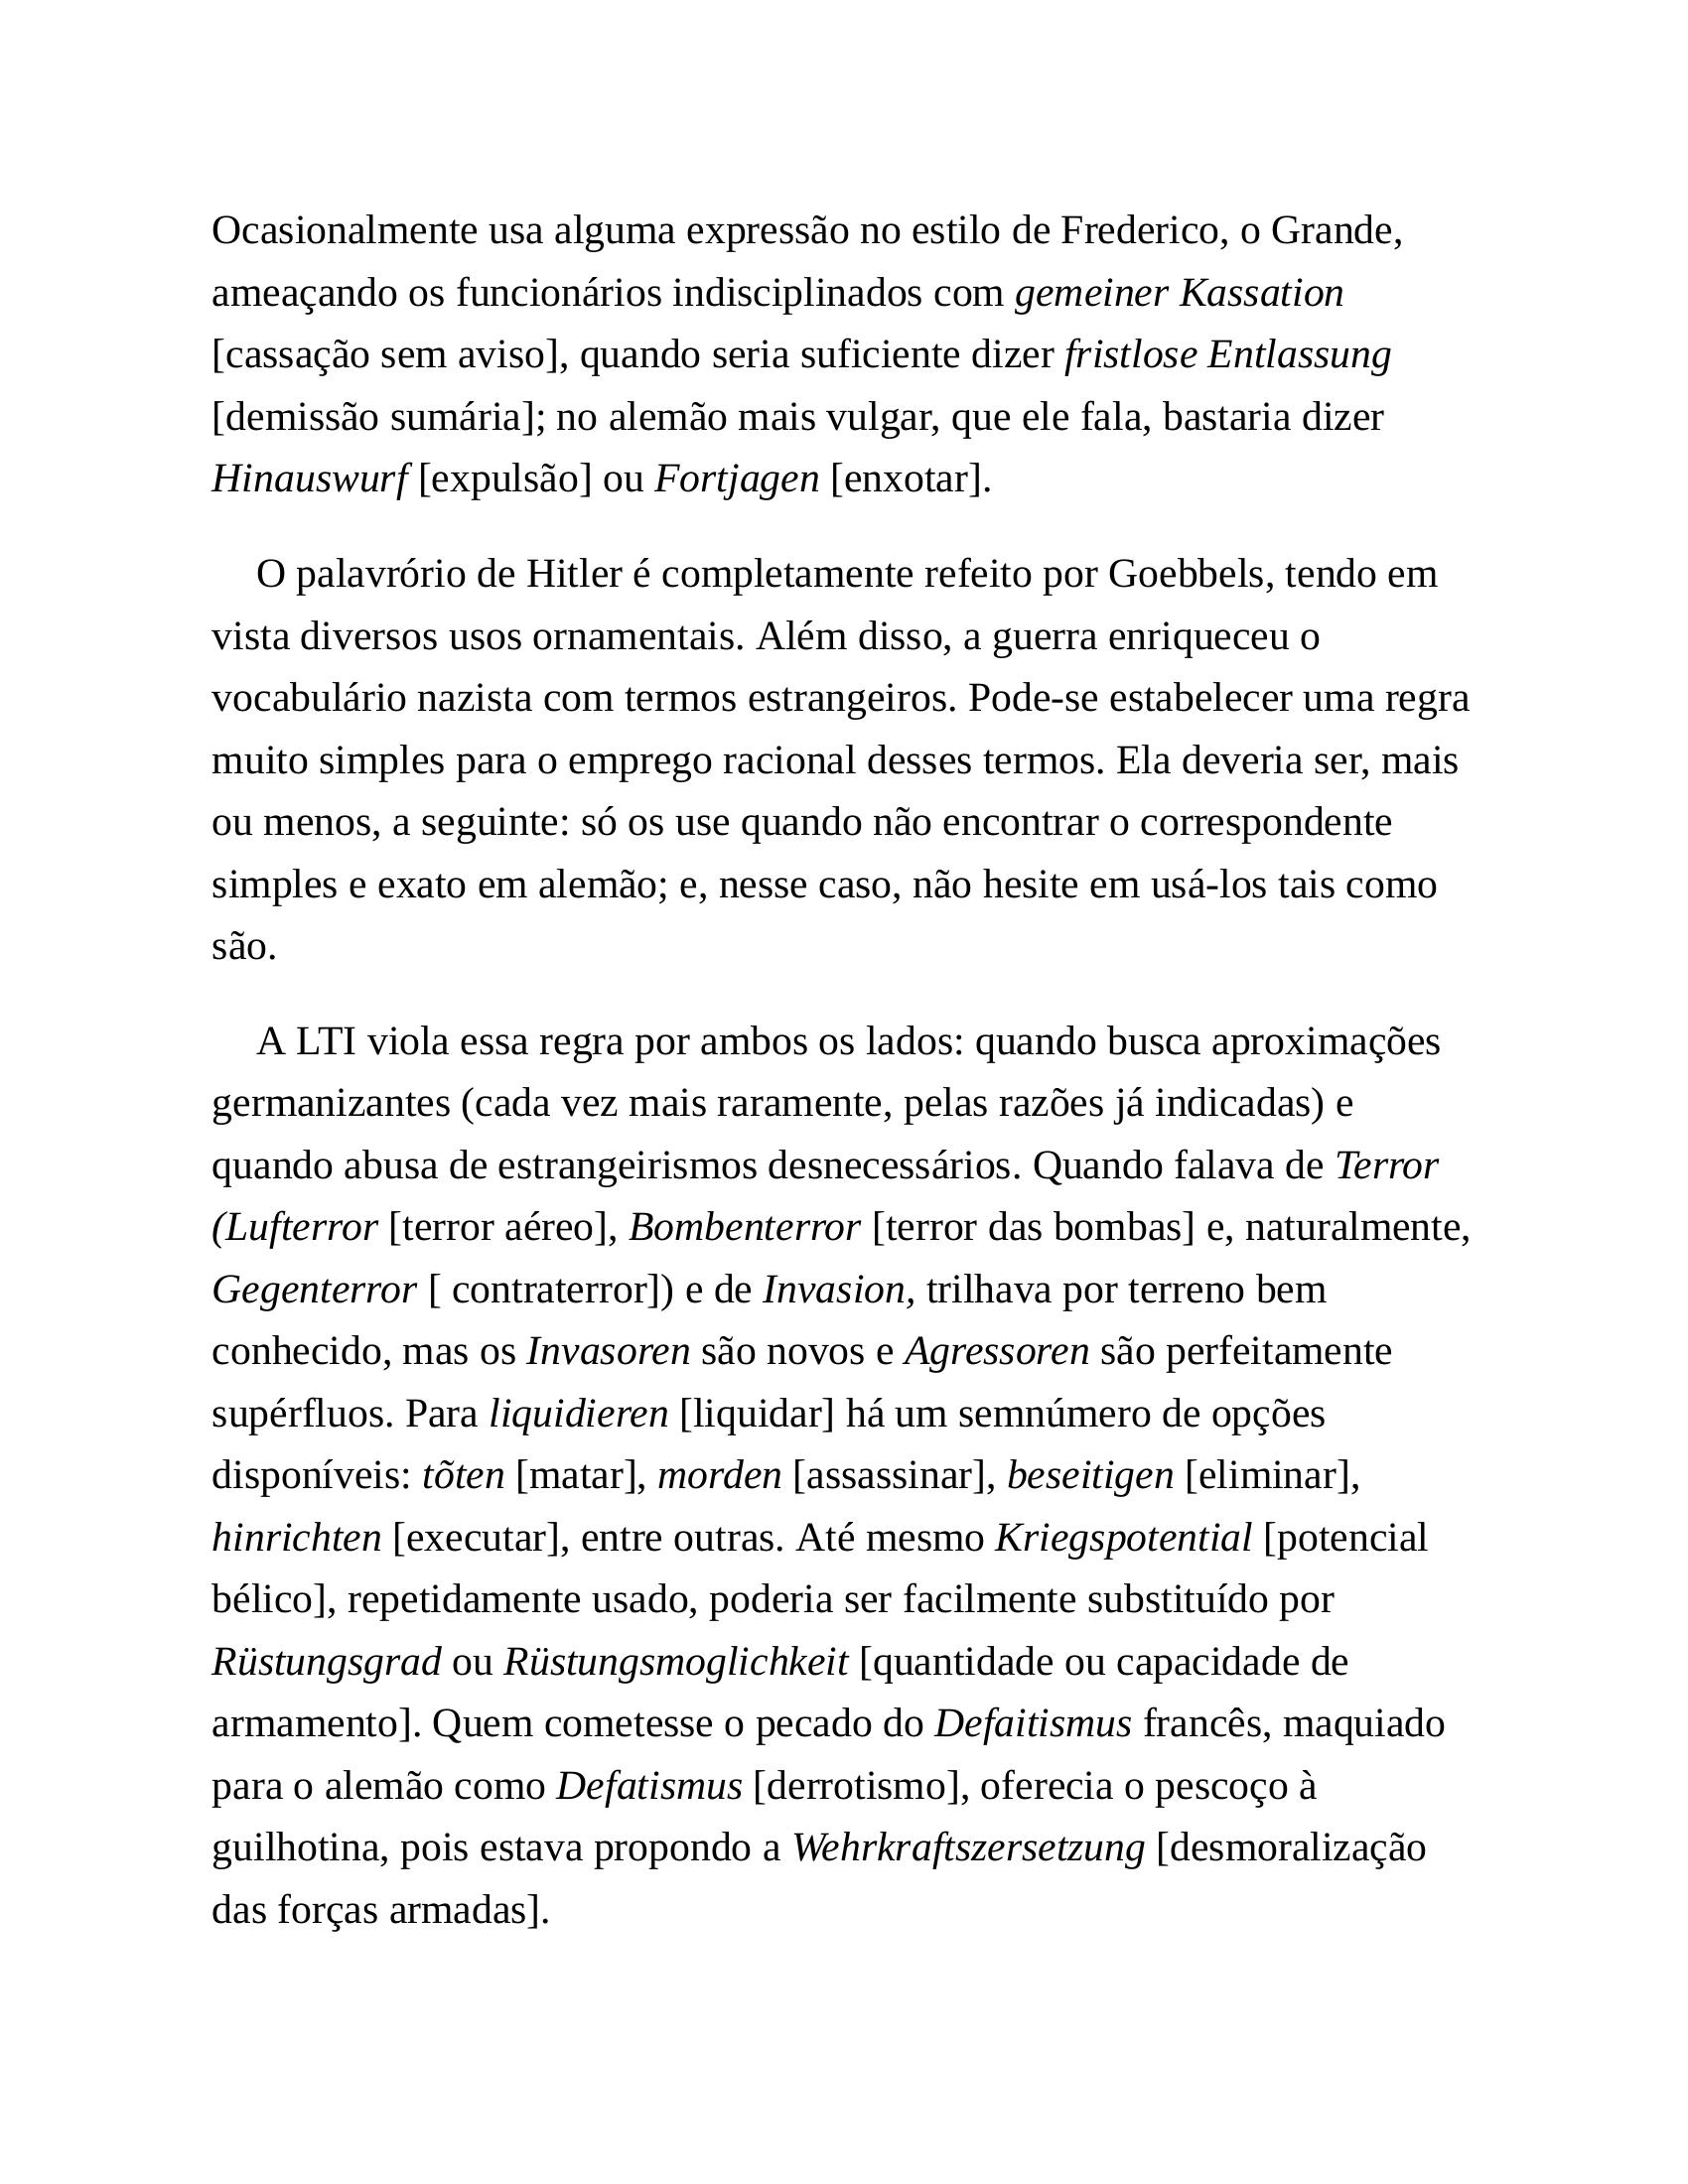 Ocasionalmente usa alguma expressão no estilo de Frederico, o Grande,
ameaçando os funcionários indisciplinados com gemeiner Kassation
[cassação sem aviso], quando seria suficiente dizer fristlose Entlassung
[demissão sumária]; no alemão mais vulgar, que ele fala, bastaria dizer
Hinauswurf [expulsão] ou Fortjagen [enxotar].
O palavrório de Hitler é completamente refeito por Goebbels, tendo em
vista diversos usos ornamentais. Além disso, a guerra enriqueceu o
vocabulário nazista com termos estrangeiros. Pode-se estabelecer uma regra
muito simples para o emprego racional desses termos. Ela deveria ser, mais
ou menos, a seguinte: só os use quando não encontrar o correspondente
simples e exato em alemão; e, nesse caso, não hesite em usá-los tais como
são.
A LTI viola essa regra por ambos os lados: quando busca aproximações
germanizantes (cada vez mais raramente, pelas razões já indicadas) e
quando abusa de estrangeirismos desnecessários. Quando falava de Terror
(Lufterror [terror aéreo], Bombenterror [terror das bombas] e, naturalmente,
Gegenterror [ contraterror]) e de Invasion, trilhava por terreno bem
conhecido, mas os Invasoren são novos e Agressoren são perfeitamente
supérfluos. Para liquidieren [liquidar] há um semnúmero de opções
disponíveis: tõten [matar], morden [assassinar], beseitigen [eliminar],
hinrichten [executar], entre outras. Até mesmo Kriegspotential [potencial
bélico], repetidamente usado, poderia ser facilmente substituído por
Rüstungsgrad ou Rüstungsmoglichkeit [quantidade ou capacidade de
armamento]. Quem cometesse o pecado do Defaitismus francês, maquiado
para o alemão como Defatismus [derrotismo], oferecia o pescoço à
guilhotina, pois estava propondo a Wehrkraftszersetzung [desmoralização
das forças armadas].